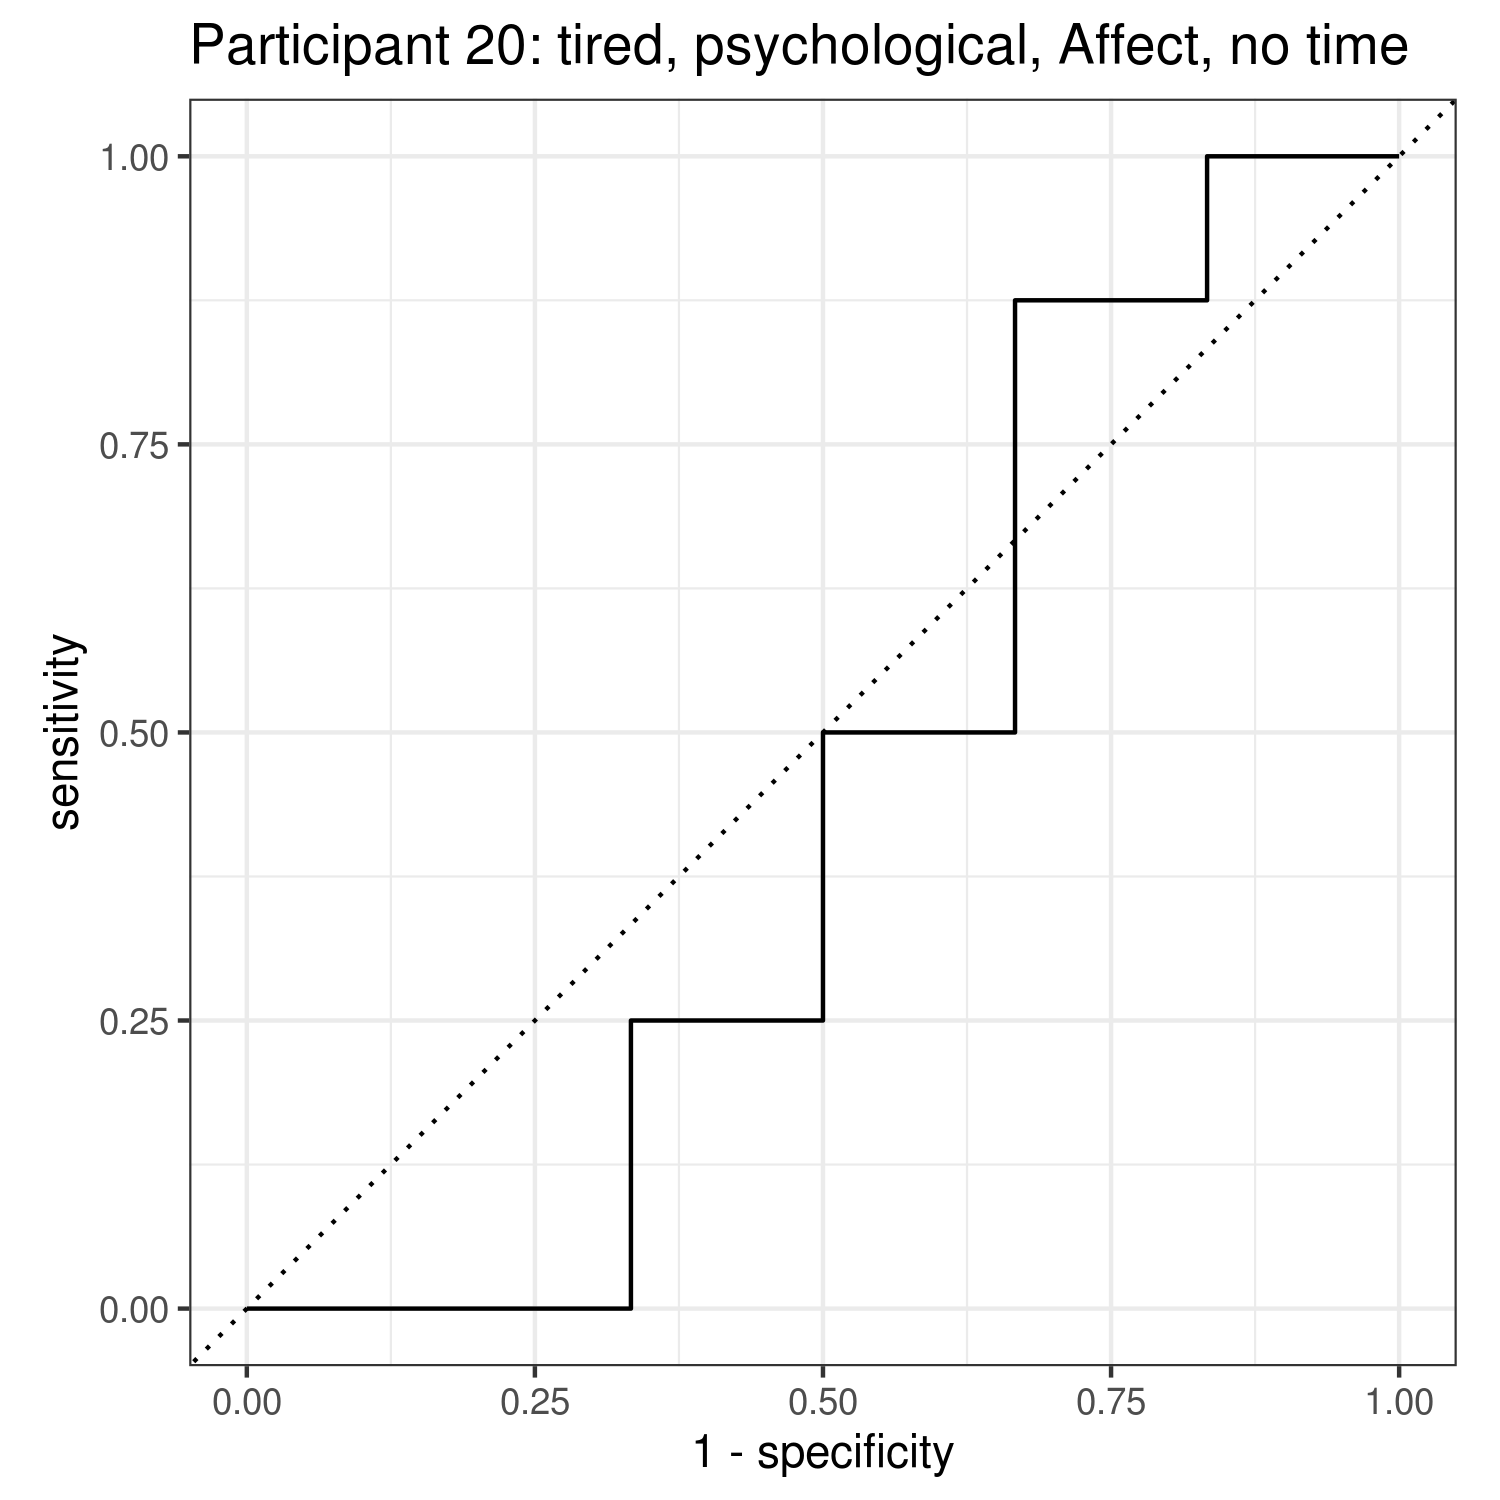 Participant 20: tired, psychological, Affect, no time
1.00
0.75
0.50
0.25
0.00
sensitivity
0.00 0.25 0.50 0.75 1.00
1 - specificity